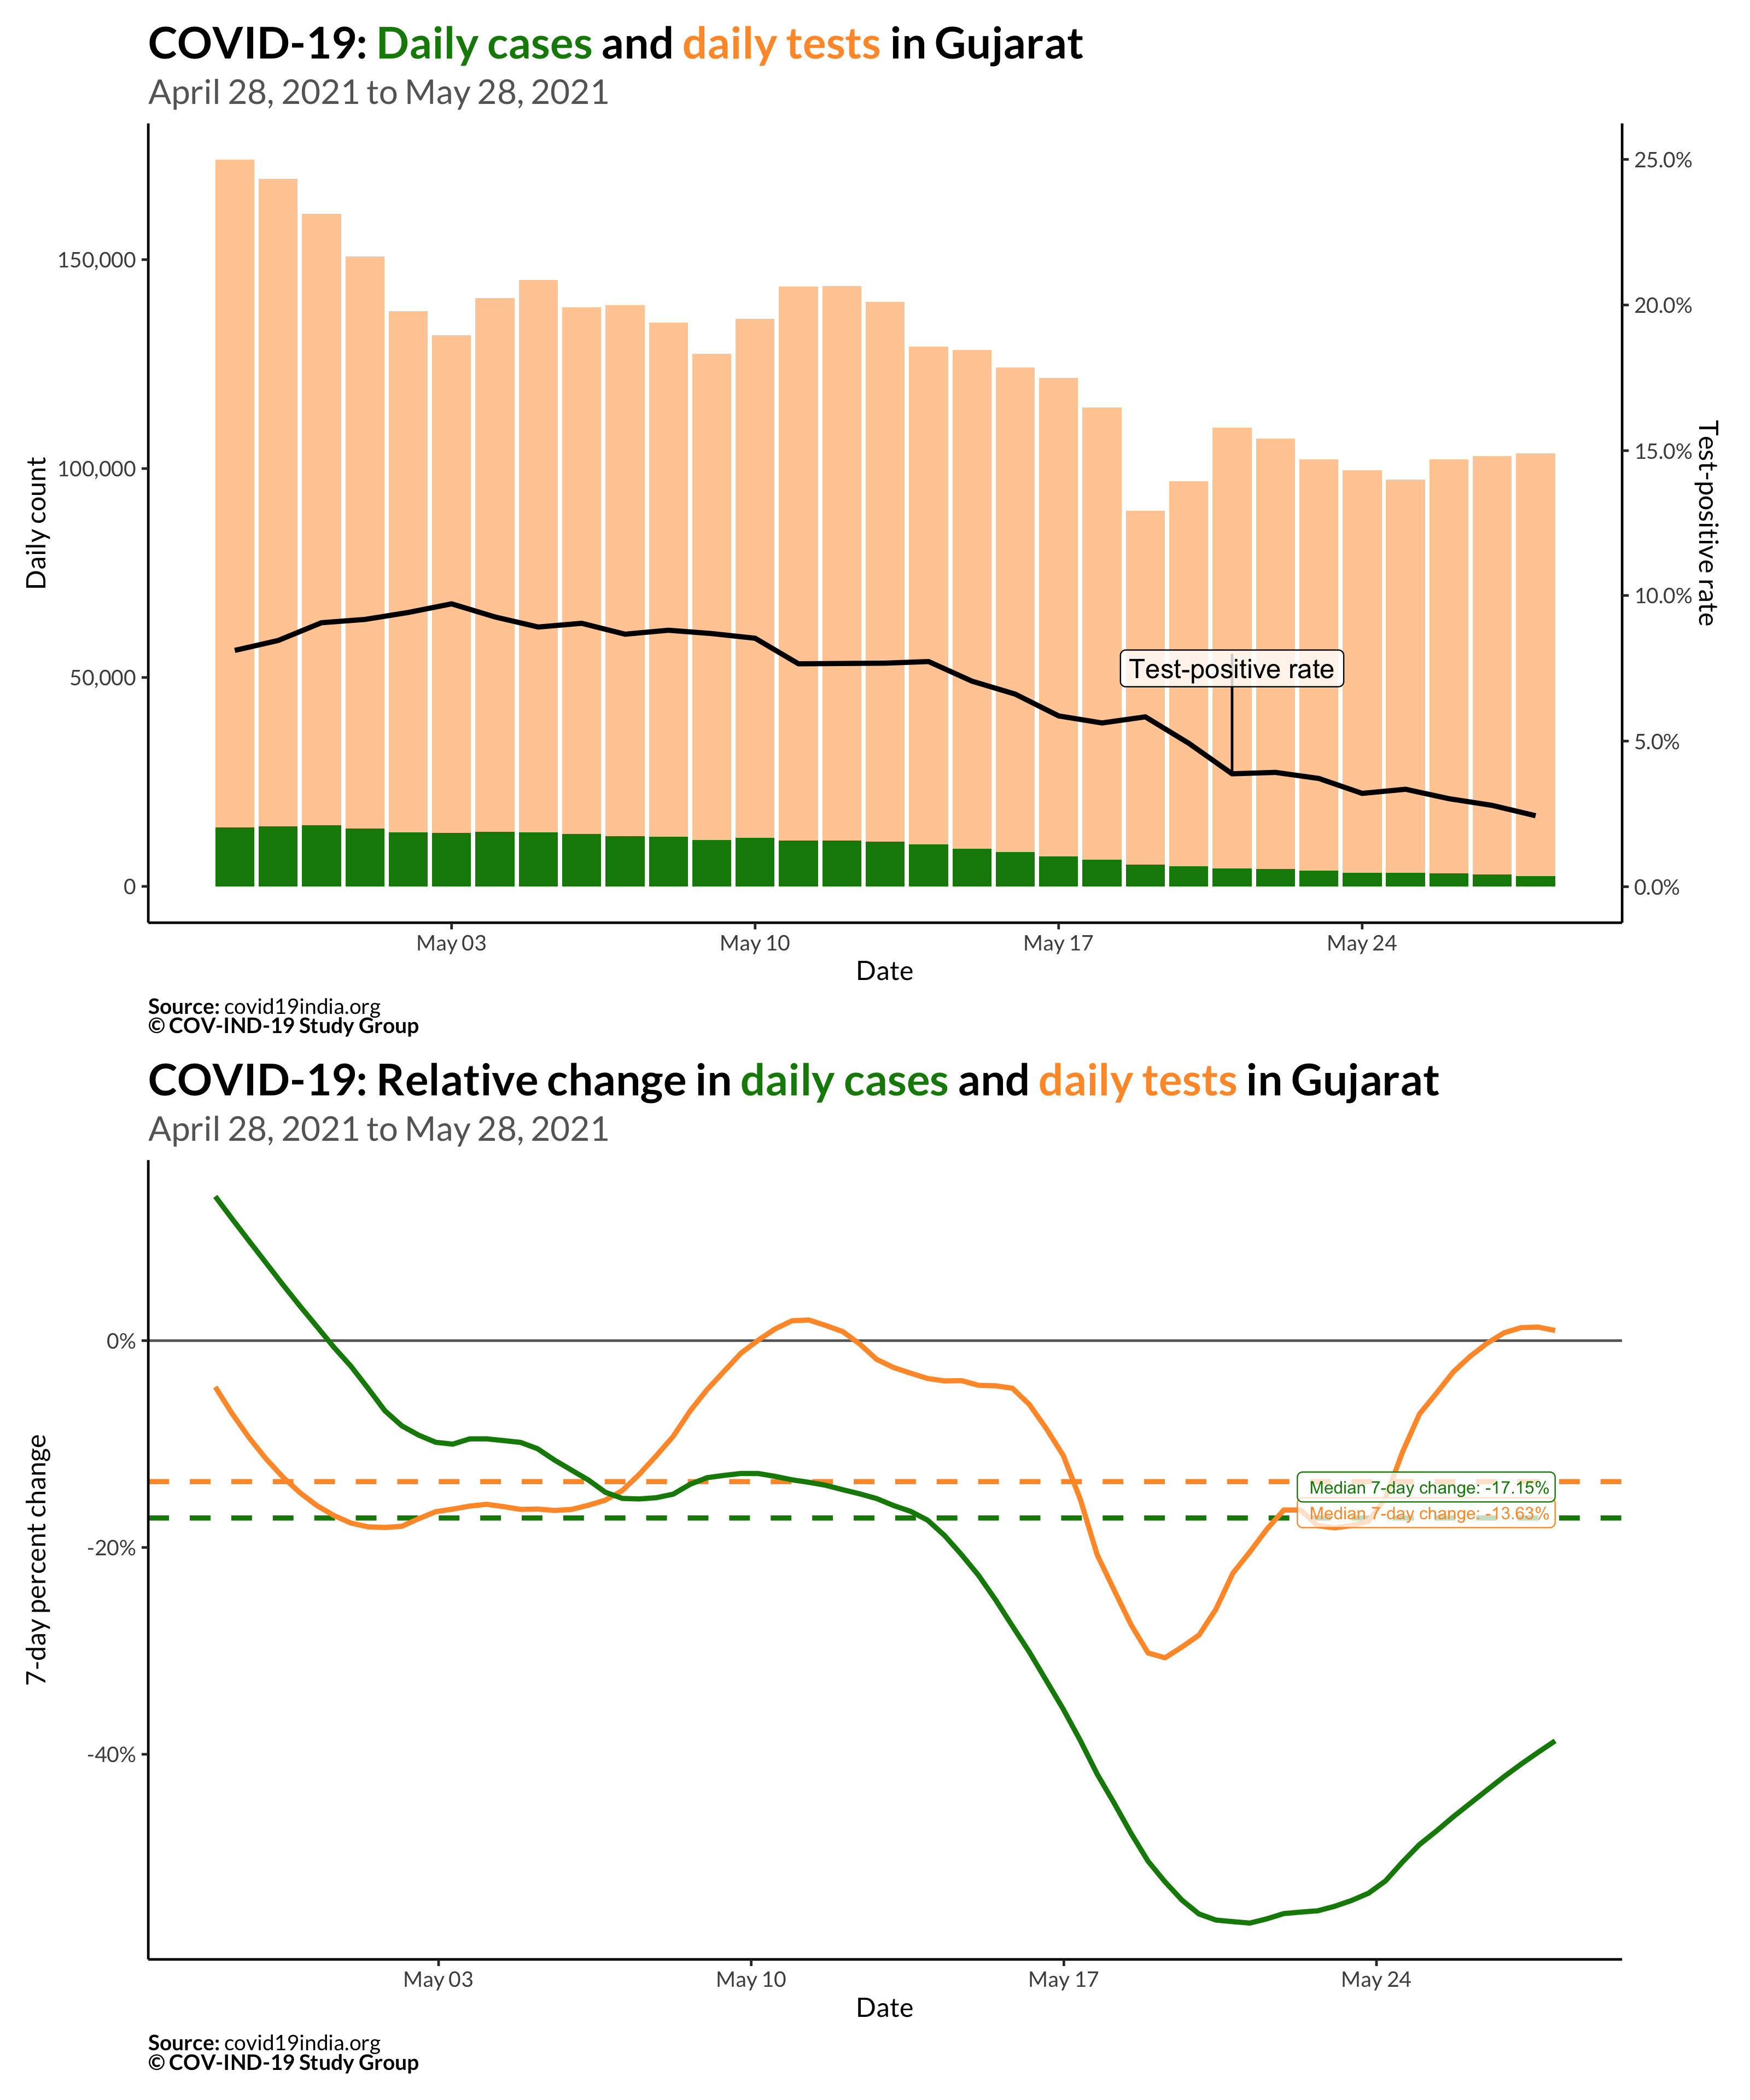 COVID-19: Daily cases and daily tests in Gujarat
April 28, 2021 to May 28, 2021
Daily count
150,000
100,000
50,000
0
25.0%
20.0%
15.0%
10.0%
5.0%
0.0%
Test-positive rate
Test-positive rate
May 03
May 10
May 17
May 24
Date
Source: covid19india.org
© COV-IND-19 Study Group
COVID-19: Relative change in daily cases and daily tests in Gujarat
April 28, 2021 to May 28, 2021
7-day percent change
0%
-20%
-40%
Median 7-day change: -17.15%
Median 7-day change: -13.63%
May 03
May 10
May 17
May 24
Date
Source: covid19india.org
© COV-IND-19 Study Group